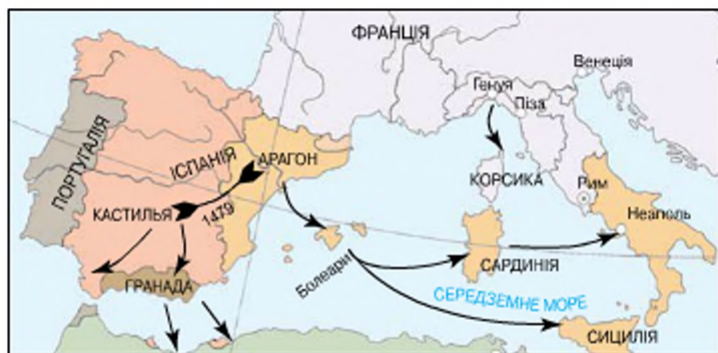 ФРАНЦІЯ
Венеція
Генуя
Піза
ПОРТУГАЛІЯ
ІСПАНІЯ
АРАГОН
КОРСИКА
Рим
КАСТИЛЬЯ
1479
Неаполь
ГРАНАДА
Болеари
САРДИНІЯ
СЕРЕДЗЕМНЕ МОРЕ
СИЦИЛІЯ